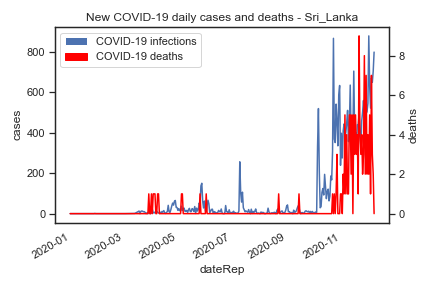 New COVID-19 daily cases and deaths - Sri_Lanka
COVID-19 infections
COVID-19 deaths
800
600
400
200
0
cases
8
6
4
2
0
deaths
2020-01
2020-03
2020-05
2020-07
2020-09
2020-11
dateRep